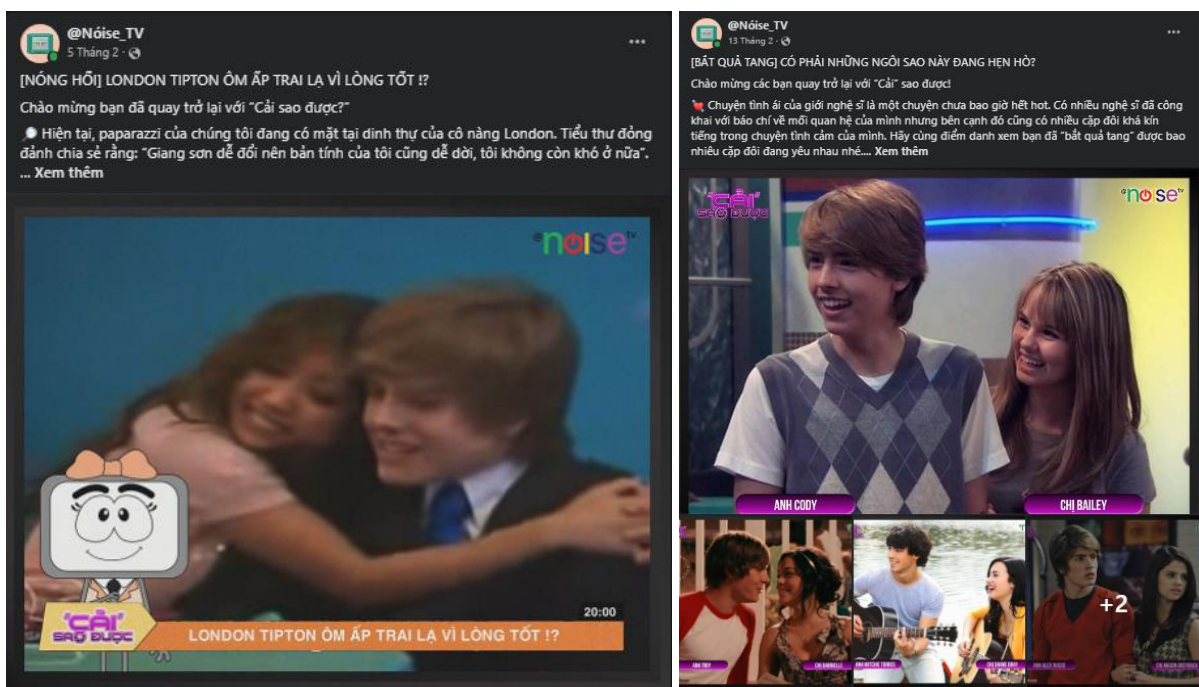 @Nóise_TV
5 Tháng 2
[NÓNG HỔI] LONDON TIPTON ÔM ẤP TRAI LẠ VÌ LÒNG TỐT !?
Chào mừng bạn đã quay trở lại với “Cải sao được?”
Hiện tại, paparazzi của chúng tôi đang có mặt tại dinh thự của cô nàng London. Tiểu thư đỏng
đảnh chia sẻ rằng: “Giang sơn dễ đổi nên bản tính của tôi cũng dễ dời, tôi không còn khó ở nữa”.
... Xem thêm
@noise tv
20:00
'CẢI'
SAO ĐƯỢC
LONDON TIPTON ÔM ẤP TRAI LẠ VÌ LÒNG TỐT !?
@Nóise_TV
13 Tháng 2
[BẮT QUẢ TANG] CÓ PHẢI NHỮNG NGÔI SAO NÀY ĐANG HẸN HÒ?
Chào mừng các bạn quay trở lại với “Cải” sao được!
Chuyện tình ái của giới nghệ sĩ là một chuyện chưa bao giờ hết hot. Có nhiều nghệ sĩ đã công
khai với báo chí về mối quan hệ của mình nhưng bên cạnh đó cũng có nhiều cặp đôi khá kín
tiếng trong chuyện tình cảm của mình. Hãy cùng điểm danh xem bạn đã “bắt quả tang” được bao
nhiêu cặp đôi đang yêu nhau nhé.... Xem thêm
'CẢI'
SAO ĐƯỢC
@noise tv
ANH CODY
CHỊ BAILEY
ANH TROY
CHỊ GABRIELLE
+2